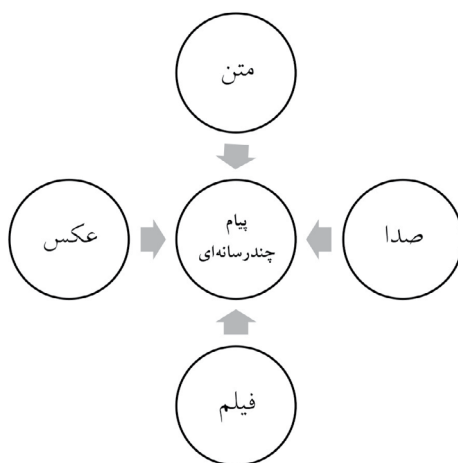 متن
صدا
پیام
چندرسانه‌ای
عکس
فیلم